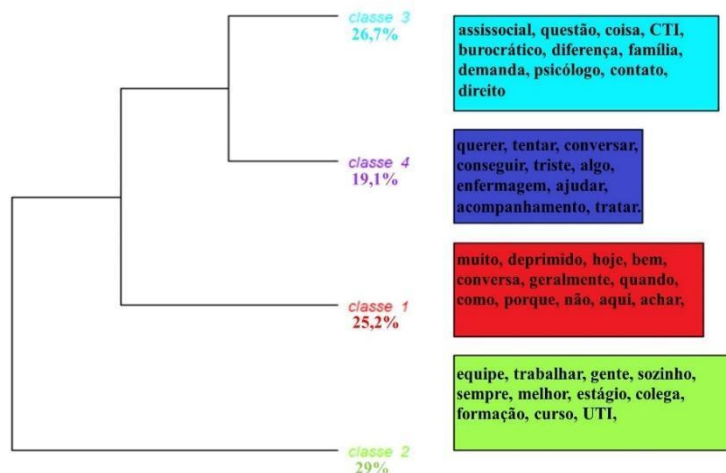 classe 3
26,7%
assissocial, questão, coisa, CTI,
burocrático, diferença, família,
demanda, psicólogo, contato,
direito
classe 4
19,1%
querer, tentar, conversar,
conseguir, triste, algo,
enfermagem, ajudar,
acompanhamento, tratar.
classe 1
25,2%
muito, deprimido, hoje, bem,
conversa, geralmente, quando,
como, porque, não, aqui, achar,
classe 2
29%
equipe, trabalhar, gente, sozinho,
sempre, melhor, estágio, colega,
formação, curso, UTI,